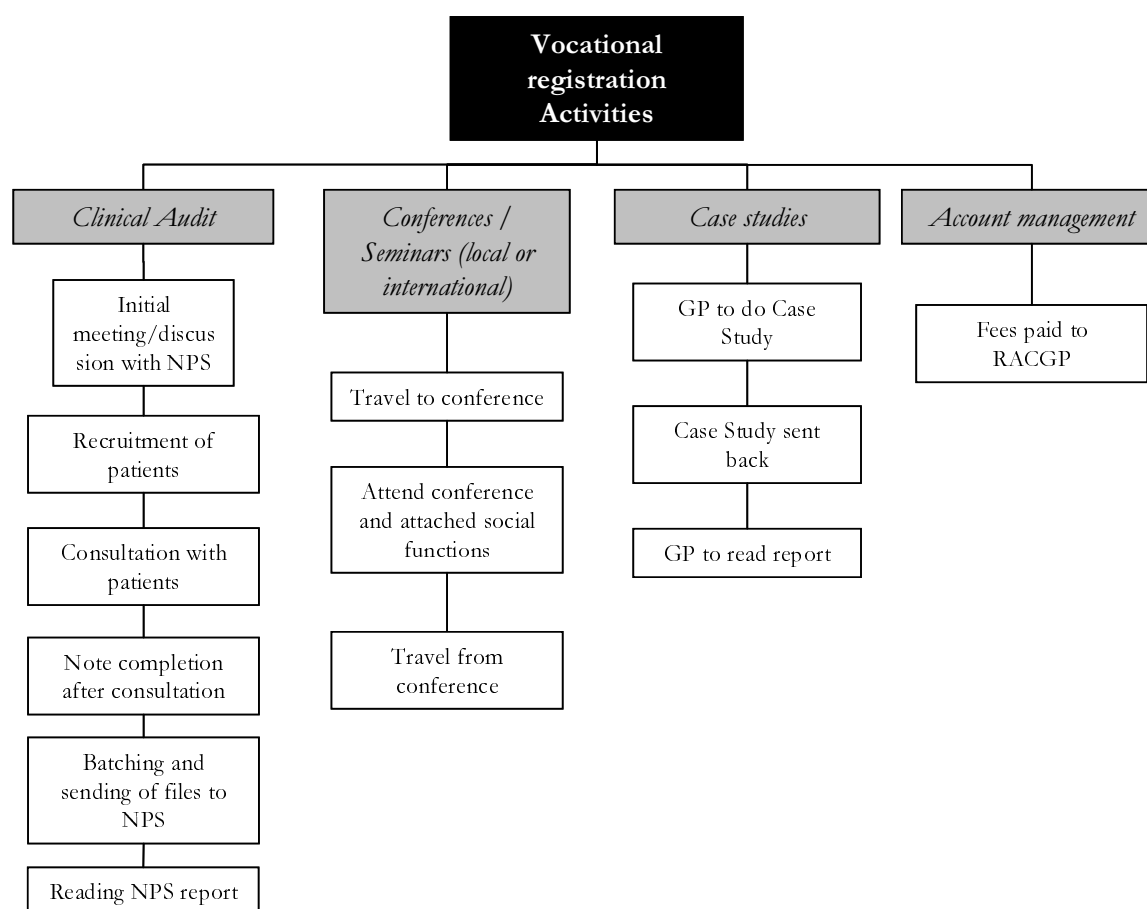 Vocational
registration
Activities
Clinical Audit
Initial
meeting/discus
sion with NPS
Recruitment of
patients
Consultation with
patients
Note completion
after consultation
Batching and
sending of files to
NPS
Reading NPS report
Conferences /
Seminars (local or
international)
Travel to conference
Attend conference
and attached social
functions
Travel from
conference
Case studies
GP to do Case
Study
Case Study sent
back
GP to read report
Account management
Fees paid to
RACGP